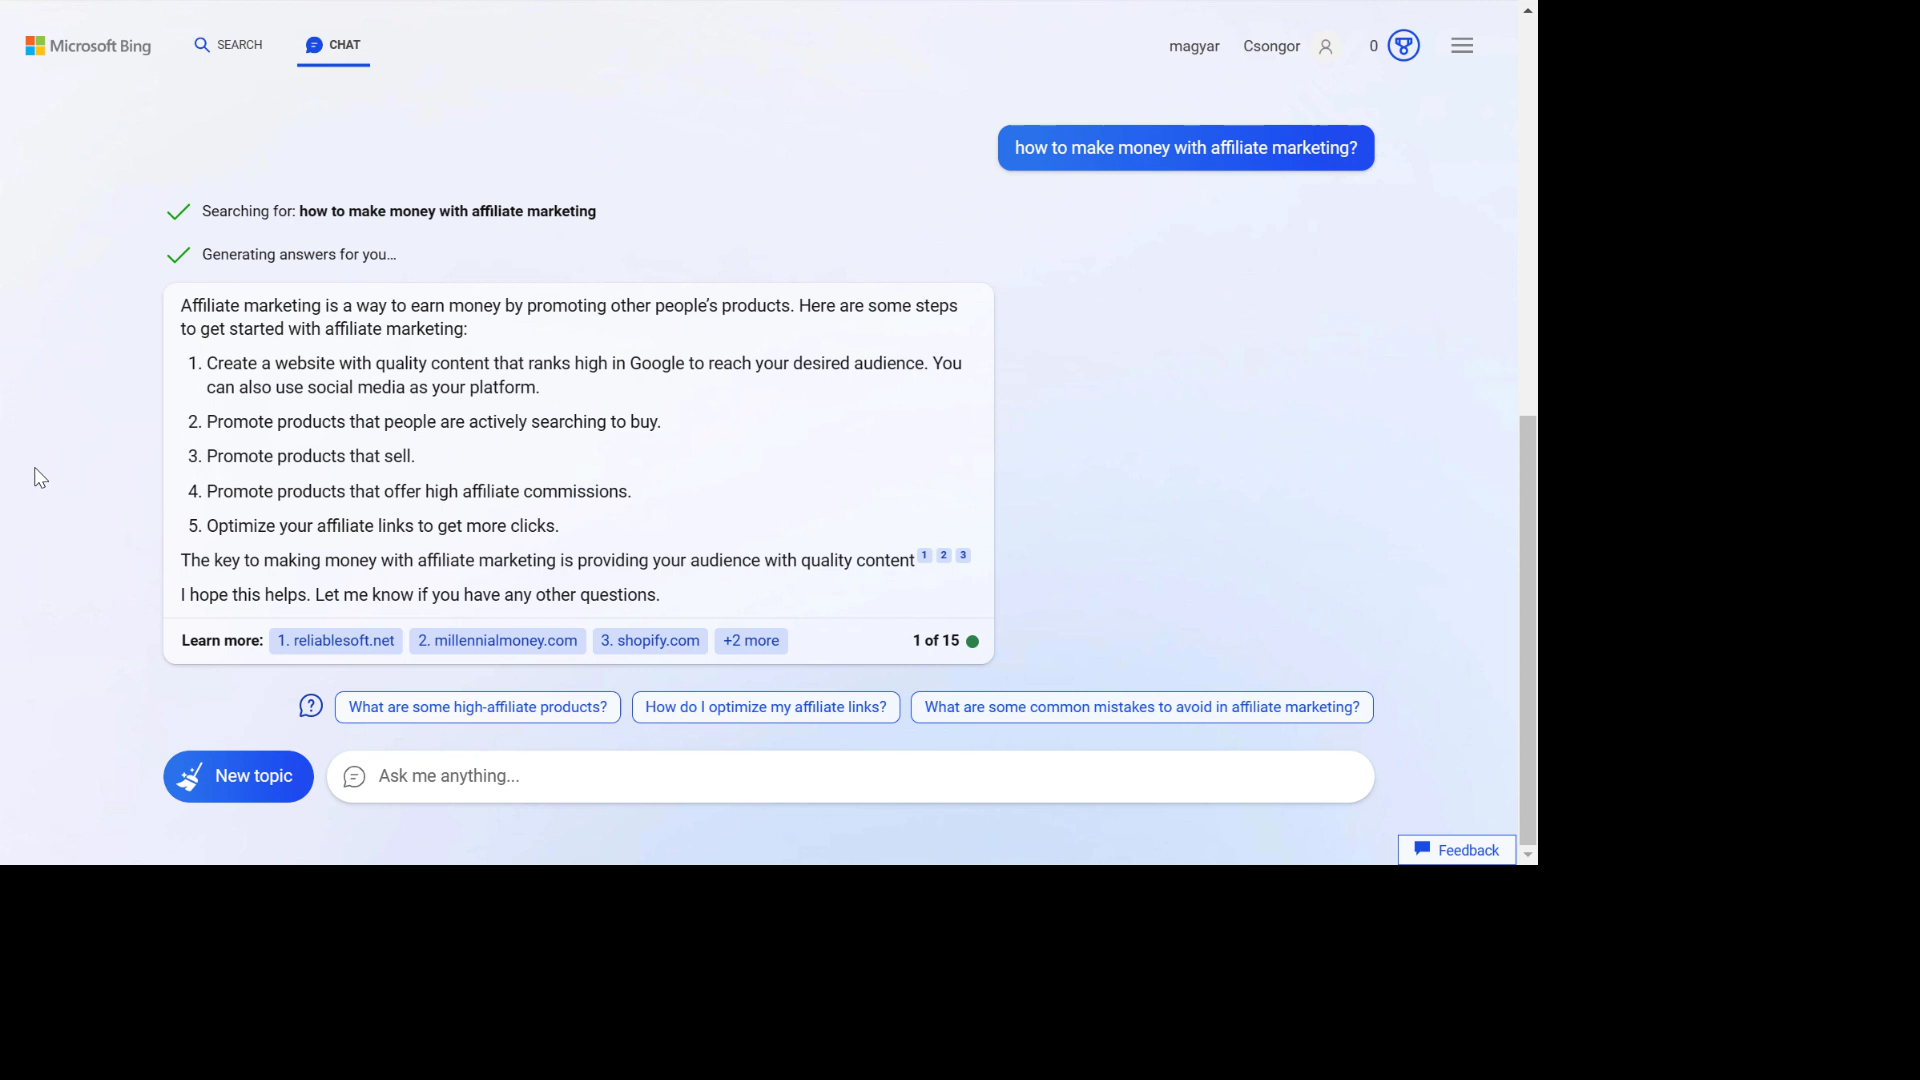 Microsoft Bing
SEARCH
CHAT
magyar
Csongor
0
how to make money with affiliate marketing?
Searching for: how to make money with affiliate marketing
Generating answers for you...
Affiliate marketing is a way to earn money by promoting other people’s products. Here are some steps
to get started with affiliate marketing:
1. Create a website with quality content that ranks high in Google to reach your desired audience. You
can also use social media as your platform.
2. Promote products that people are actively searching to buy.
3. Promote products that sell.
4. Promote products that offer high affiliate commissions.
5. Optimize your affiliate links to get more clicks.
The key to making money with affiliate marketing is providing your audience with quality content 1 2 3
I hope this helps. Let me know if you have any other questions.
Learn more: 1. reliablesoft.net 2. millennialmoney.com 3. shopify.com +2 more 1 of 15
What are some high-affiliate products? How do I optimize my affiliate links? What are some common mistakes to avoid in affiliate marketing?
New topic
Ask me anything...
Feedback